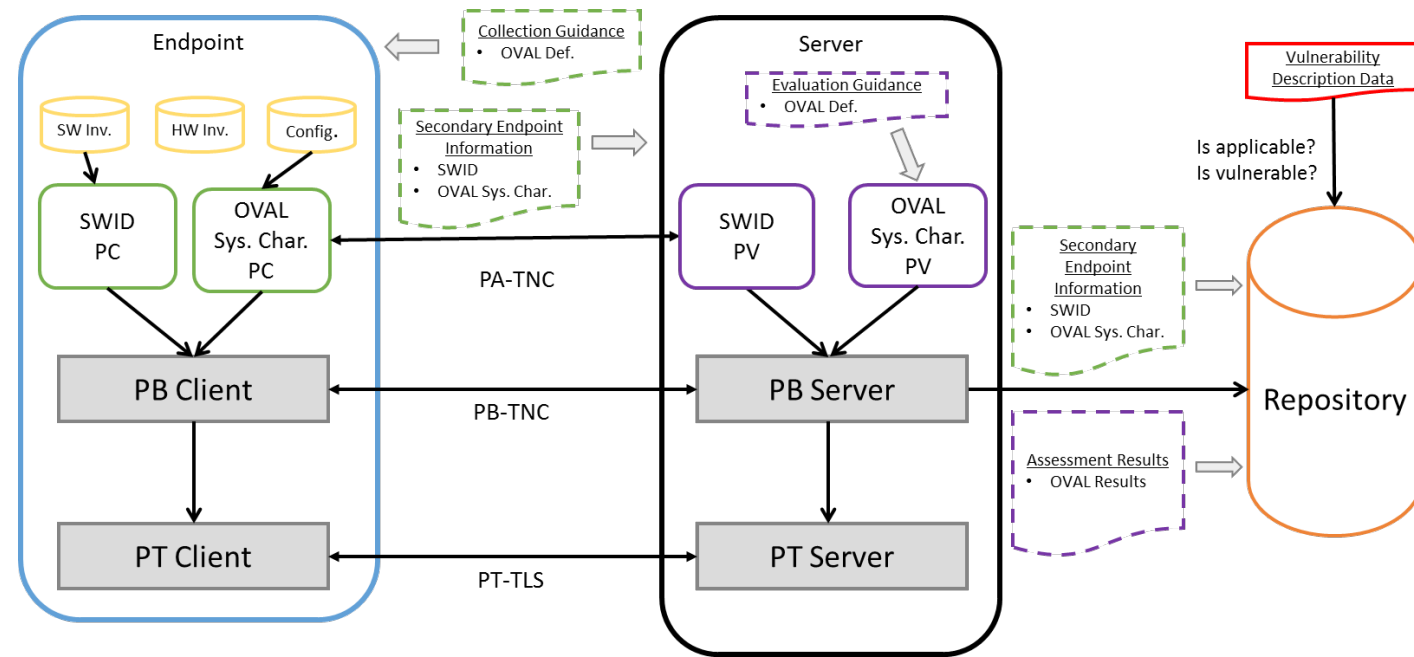 Endpoint
Collection Guidance
• OVAL Def.
Server
Vulnerability
Description Data
SW Inv.
HW Inv.
Config.
Secondary Endpoint
Information
• SWID
• OVAL Sys. Char.
Evaluation Guidance
• OVAL Def.
Is applicable?
Is vulnerable?
SWID
PC
OVAL
Sys. Char.
PC
PA-TNC
SWID
PV
OVAL
Sys. Char.
PV
Secondary
Endpoint
Information
• SWID
• OVAL Sys. Char.
PB Client
PB-TNC
PB Server
Repository
Assessment Results
• OVAL Results
PT Client
PT-TLS
PT Server